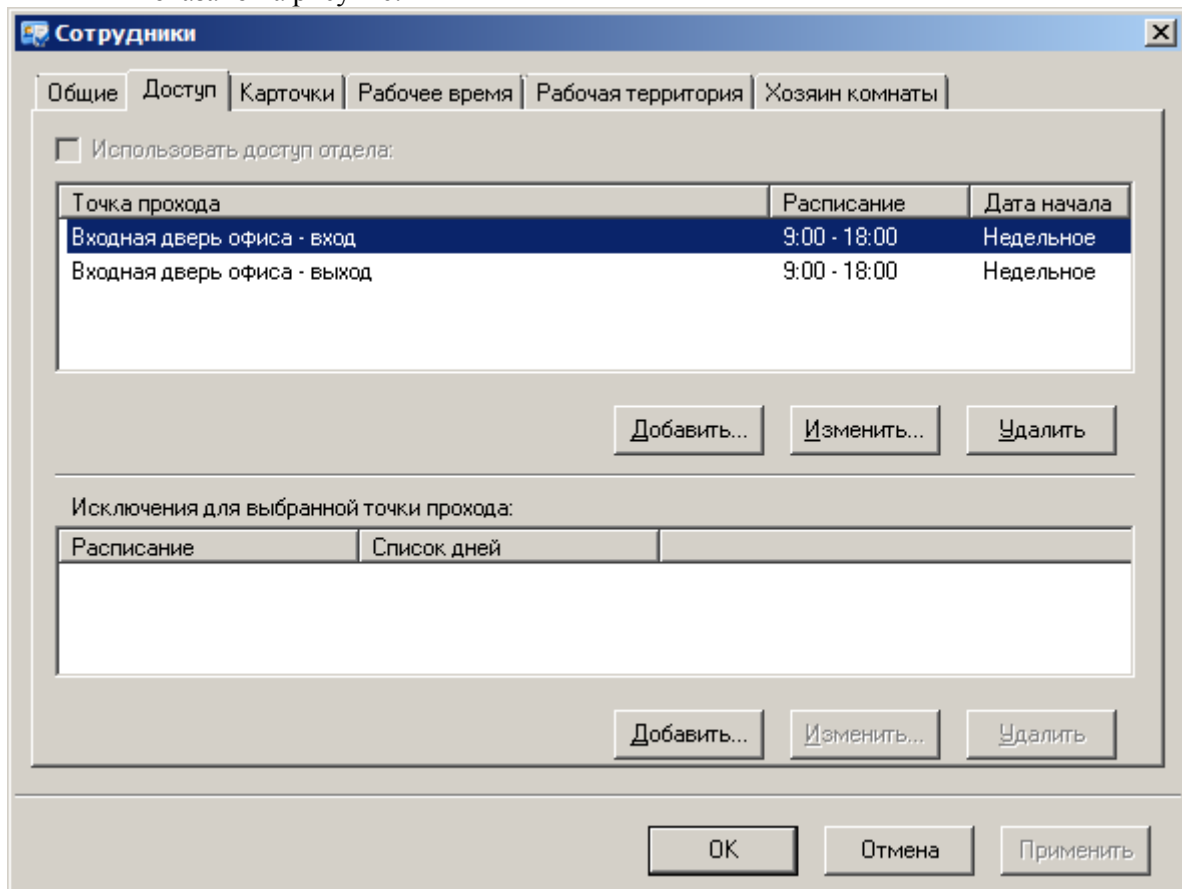 Сотрудники
Общие Доступ Карточки Рабочее время Рабочая территория Хозяин комнаты
Использовать доступ отдела:
Точка прохода Расписание Дата начала
Входная дверь офиса - вход 9:00 - 18:00 Недельное
Входная дверь офиса - выход 9:00 - 18:00 Недельное
Добавить... Изменить... Удалить
Исключения для выбранной точки прохода:
Расписание Список дней
Добавить... Изменить... Удалить
OK Отмена Применить